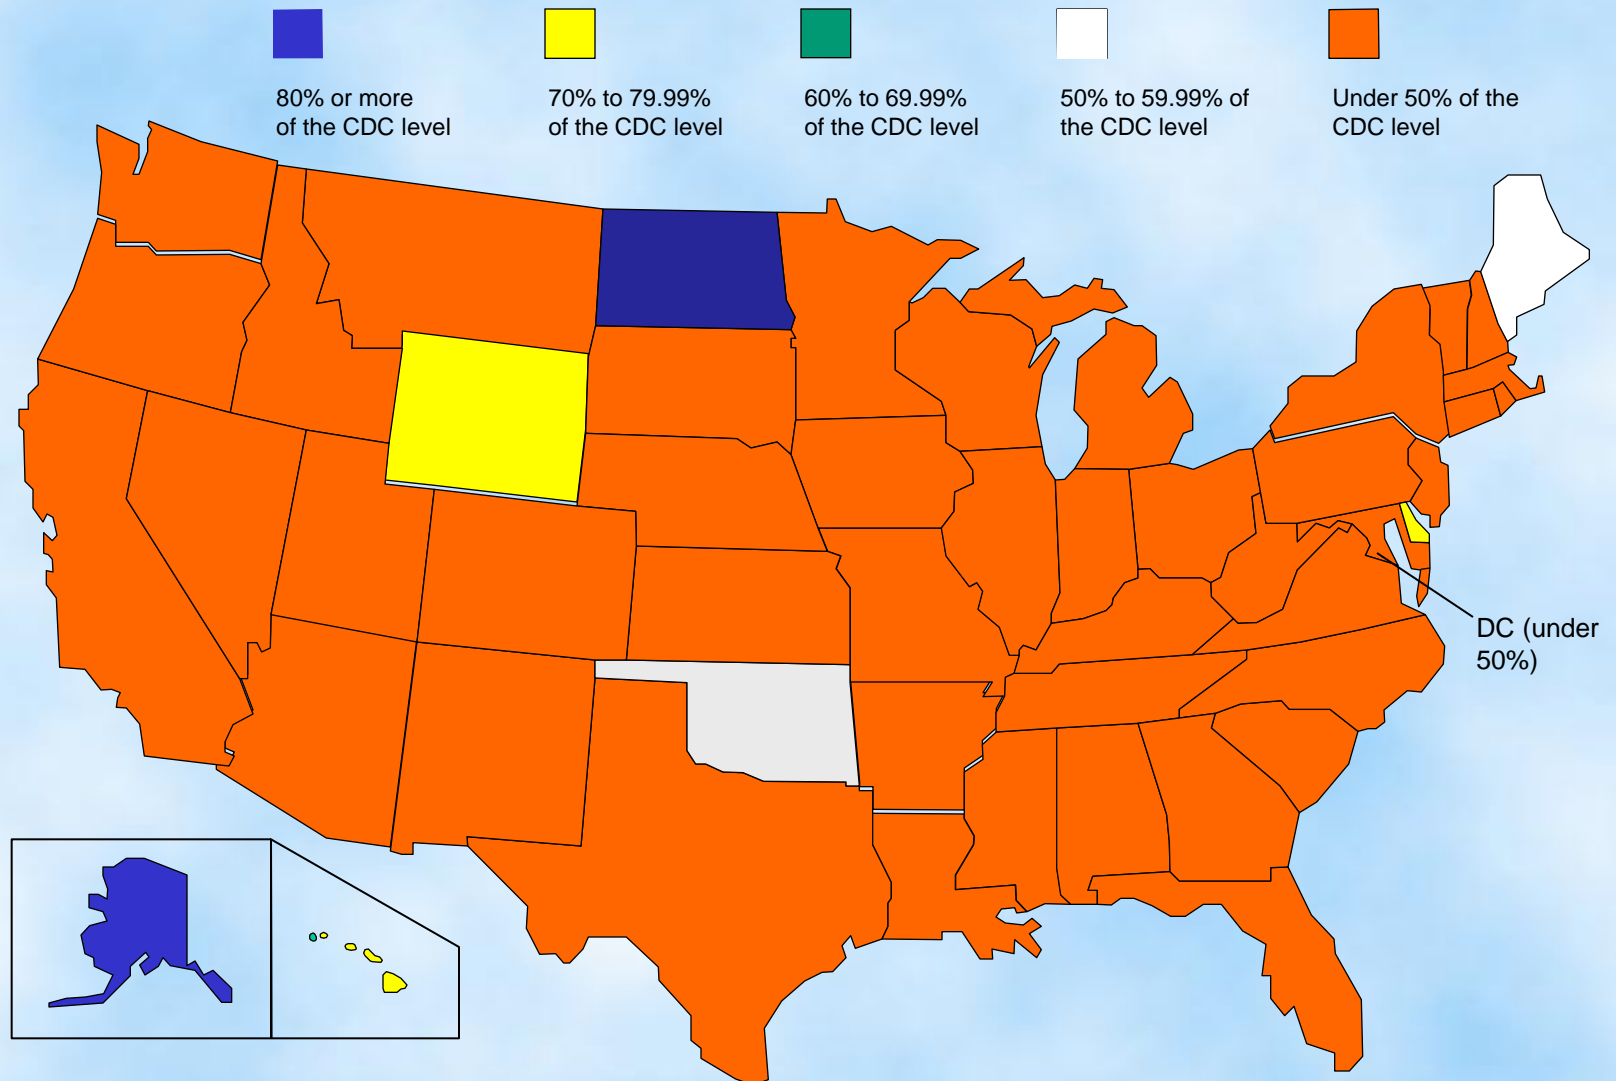 80% or more
of the CDC level
70% to 79.99%
of the CDC level
60% to 69.99%
of the CDC level
50% to 59.99% of
the CDC level
Under 50% of the
CDC level
DC (under
50%)